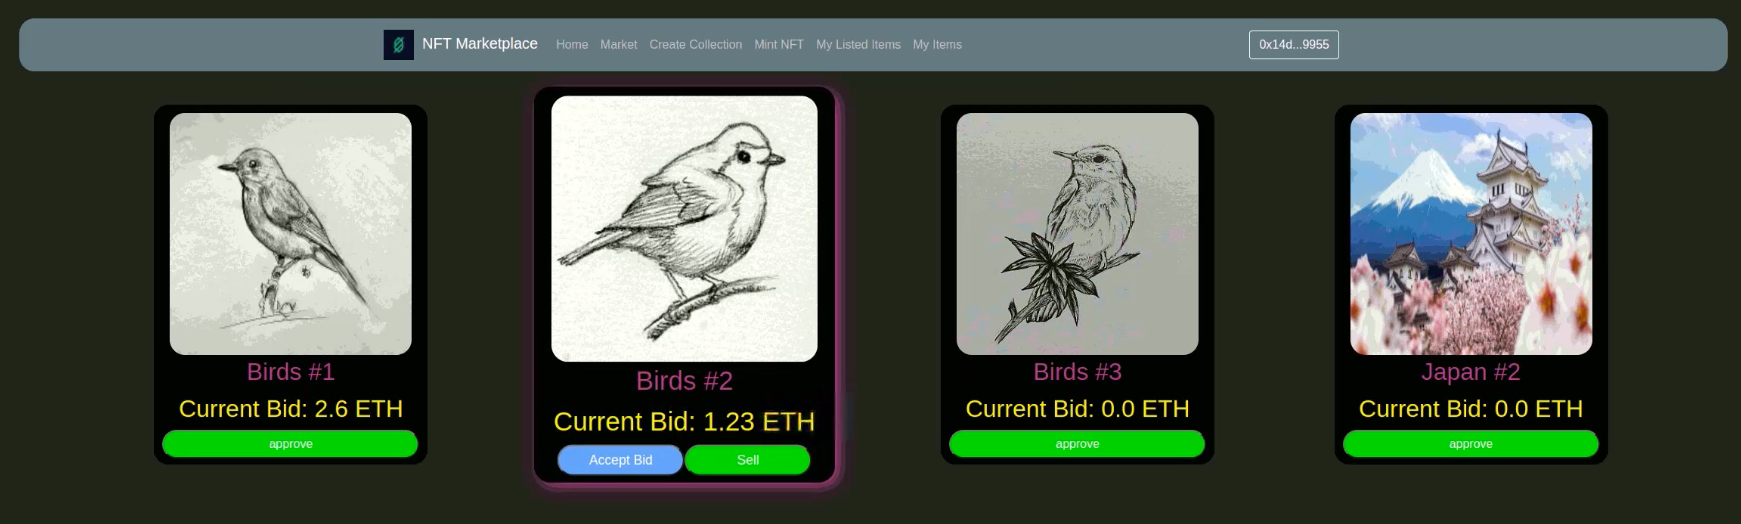 NFT Marketplace Home Market Create Collection Mint NFT My Listed Items My Items 0x14d...9955
Birds #1
Current Bid: 2.6 ETH
approve
Birds #2
Current Bid: 1.23 ETH
Accept Bid Sell
Birds #3
Current Bid: 0.0 ETH
approve
Japan #2
Current Bid: 0.0 ETH
approve